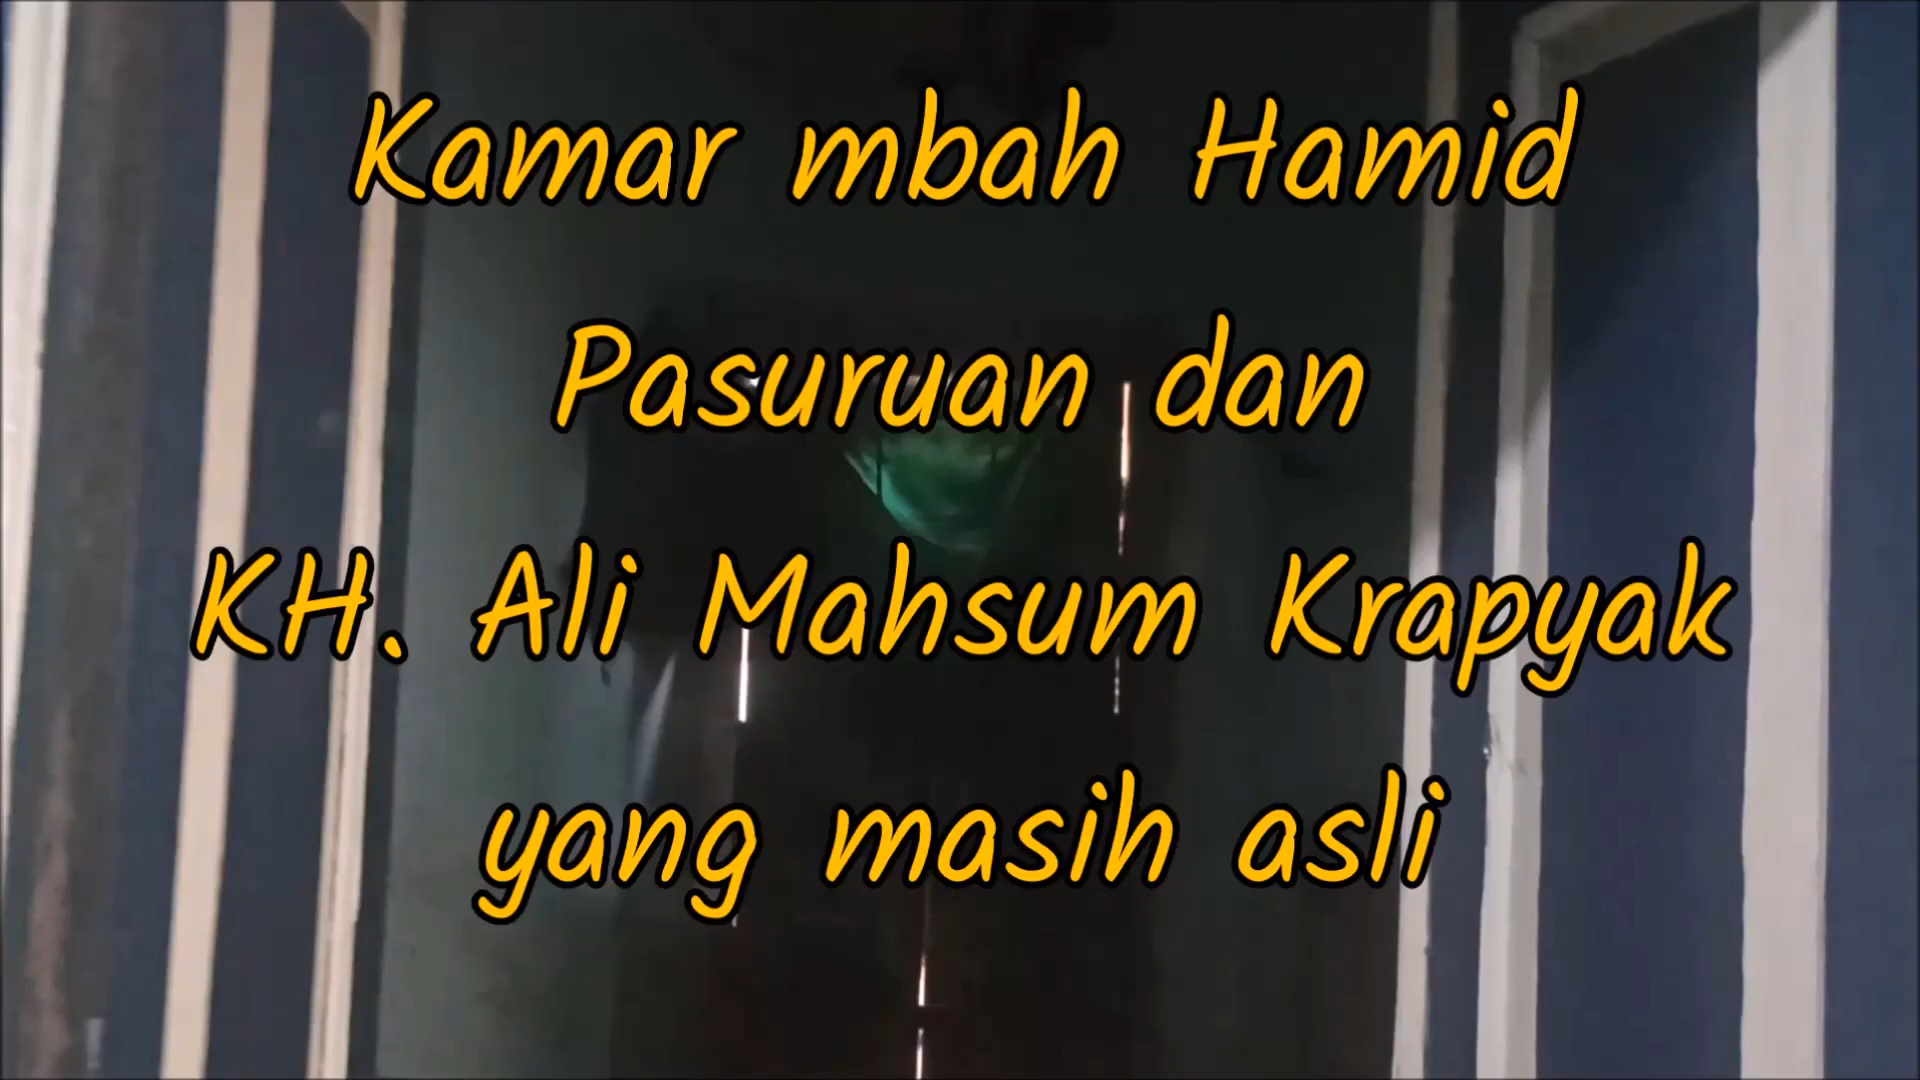 Kamar mbah Hamid
Pasuruan dan
KH. Ali Mahsum Krapyak
yang masih asli